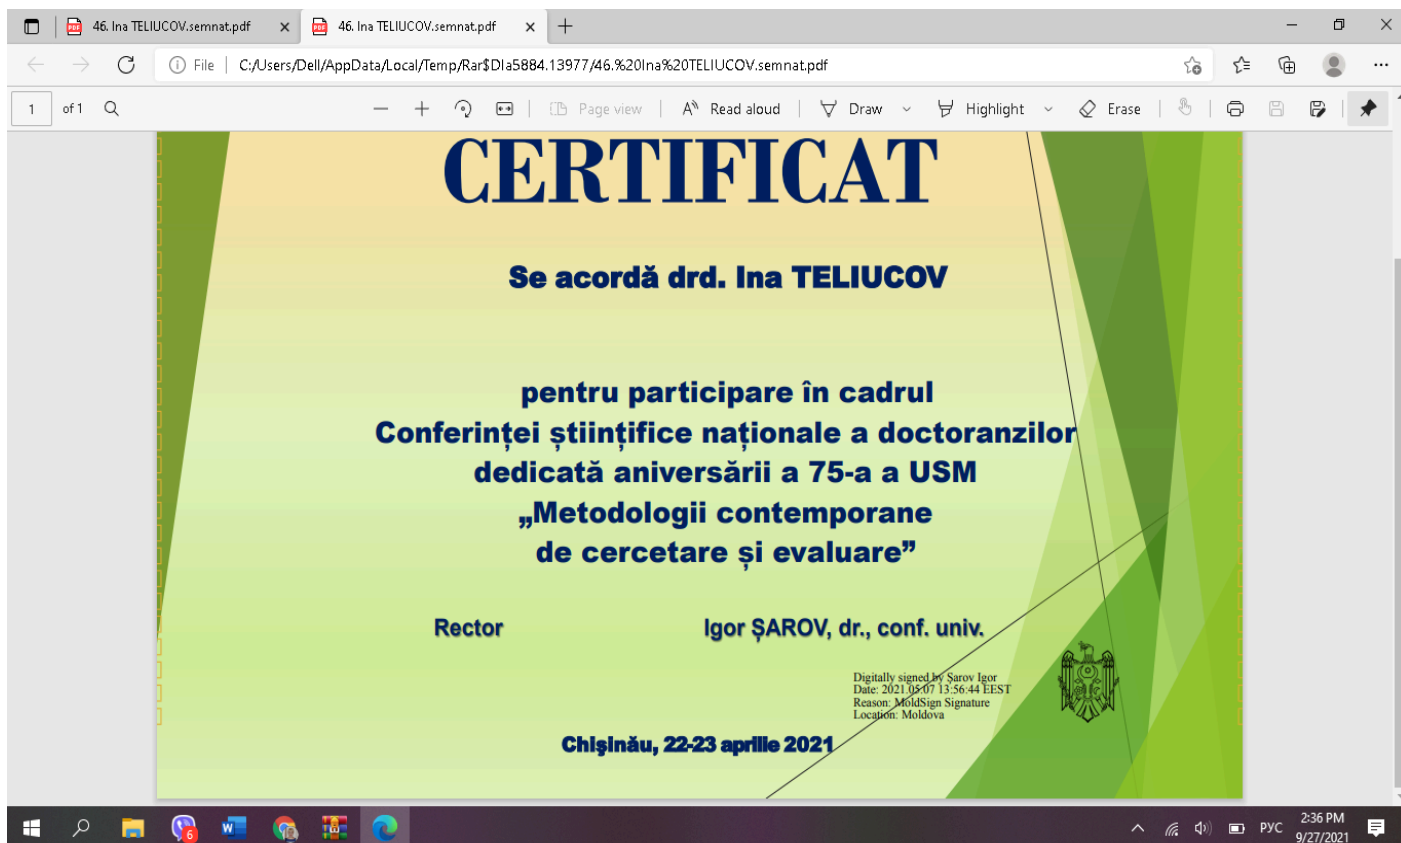 46. Ina TELIUCOV.semnat.pdf
46. Ina TELIUCOV.semnat.pdf
File C:/Users/Dell/AppData/Local/Temp/Rar$DIa5884.13977/46.%20Ina%20TELIUCOV.semnat.pdf
1 of 1 Page view Read aloud Draw Highlight Erase
CERTIFICAT
Se acordă drd. Ina TELIUCOV
pentru participare în cadrul
Conferinței științifice naționale a doctoranzilor
dedicată aniversării a 75-a a USM
„Metodologii contemporane
de cercetare și evaluare”
Rector Igor ȘAROV, dr., conf. univ.
Digitally signed by Șarov Igor
Date: 2021.05.07 13:56:44 EEST
Reason: MoldSign Signature
Location: Moldova
Chişinău, 22-23 aprilie 2021
6
РУС
2:36 PM
9/27/2021